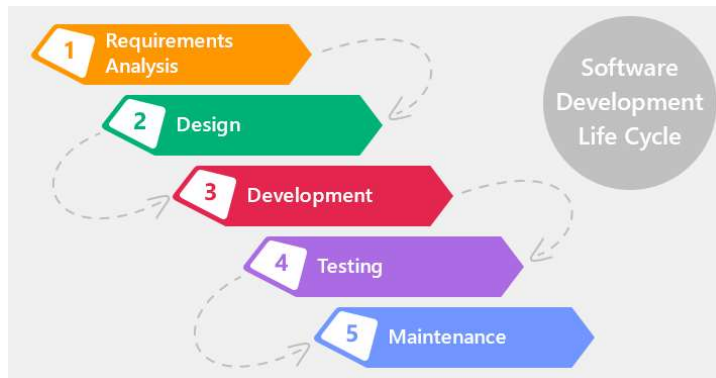 1
Requirements
Analysis
2
Design
3
Development
4
Testing
5
Maintenance
Software
Development
Life Cycle